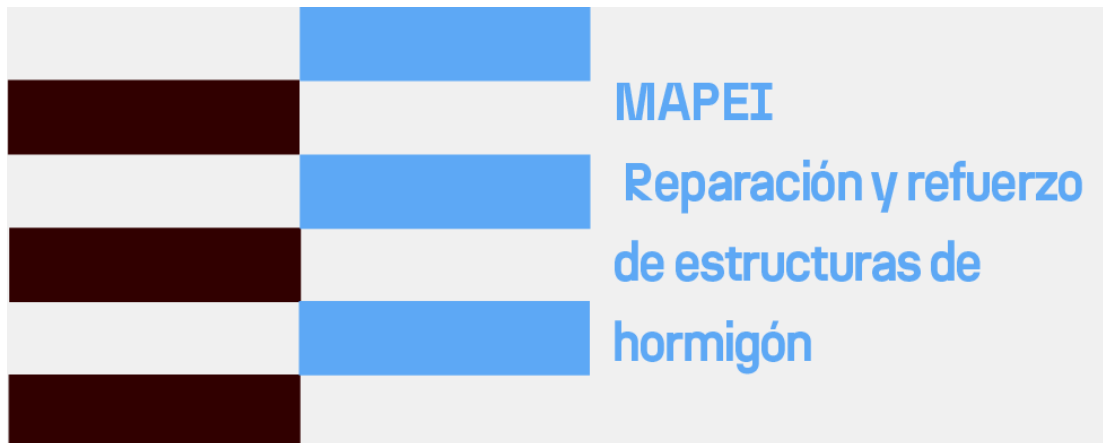 MAPEI
Reparación y refuerzo
de estructuras de
hormigón